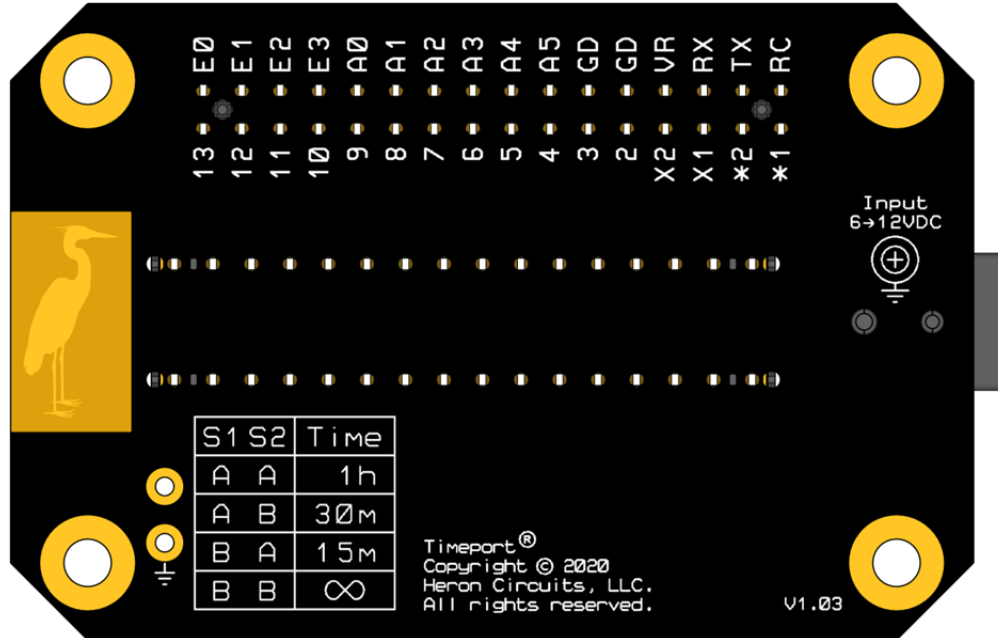 E0 E1 E2 E3 A0 A1 A2 A3 A4 A5 GD GD VR RX TX RC
13 12 11 10 9 8 7 6 5 4 3 2 X2 X1 *2 *1
Input
6→12VDC
S1 S2 Time
A A 1h
A B 30m
B A 15m
B B ∞
Timeport®
Copyright © 2020
Heron Circuits, LLC.
All rights reserved.
V1.03